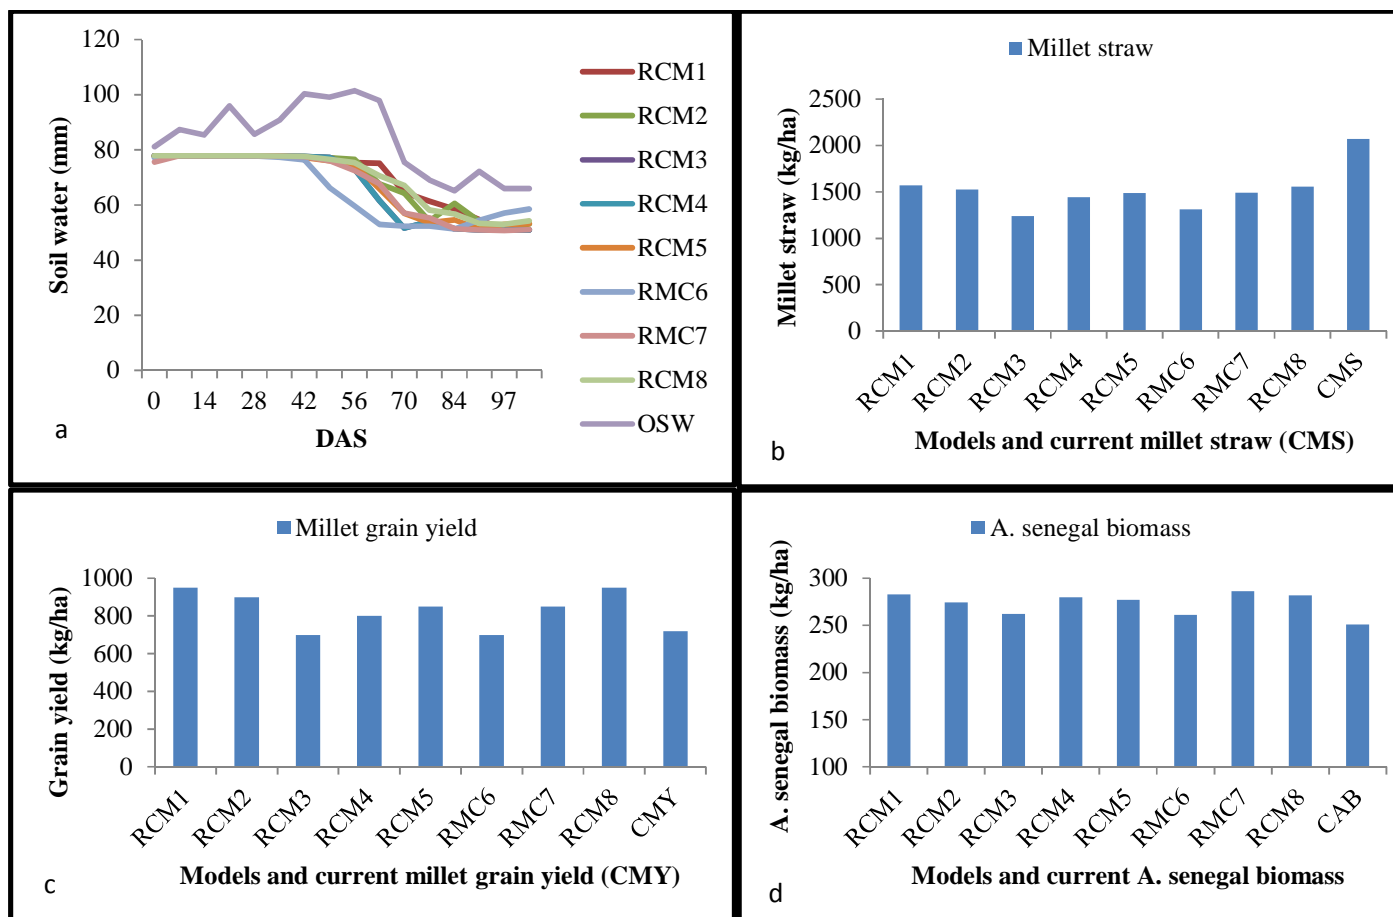 120
100
80
60
40
20
0
Soil water (mm)
0 14 28 42 56 70 84 97
DAS
RCM1
RCM2
RCM3
RCM4
RCM5
RMC6
RMC7
RCM8
OSW
a
Millet straw
2500
2000
1500
1000
500
0
Millet straw (kg/ha)
RCM1 RCM2 RCM3 RCM4 RCM5 RMC6 RMC7 RCM8 CMS
Models and current millet straw (CMS)
b
Millet grain yield
1000
800
600
400
200
0
Grain yield (kg/ha)
RCM1 RCM2 RCM3 RCM4 RCM5 RMC6 RMC7 RCM8 CMY
Models and current millet grain yield (CMY)
c
A. senegal biomass
300
250
200
150
100
A. senegal biomass (kg/ha)
RCM1 RCM2 RCM3 RCM4 RCM5 RMC6 RMC7 RCM8 CAB
Models and current A. senegal biomass
d